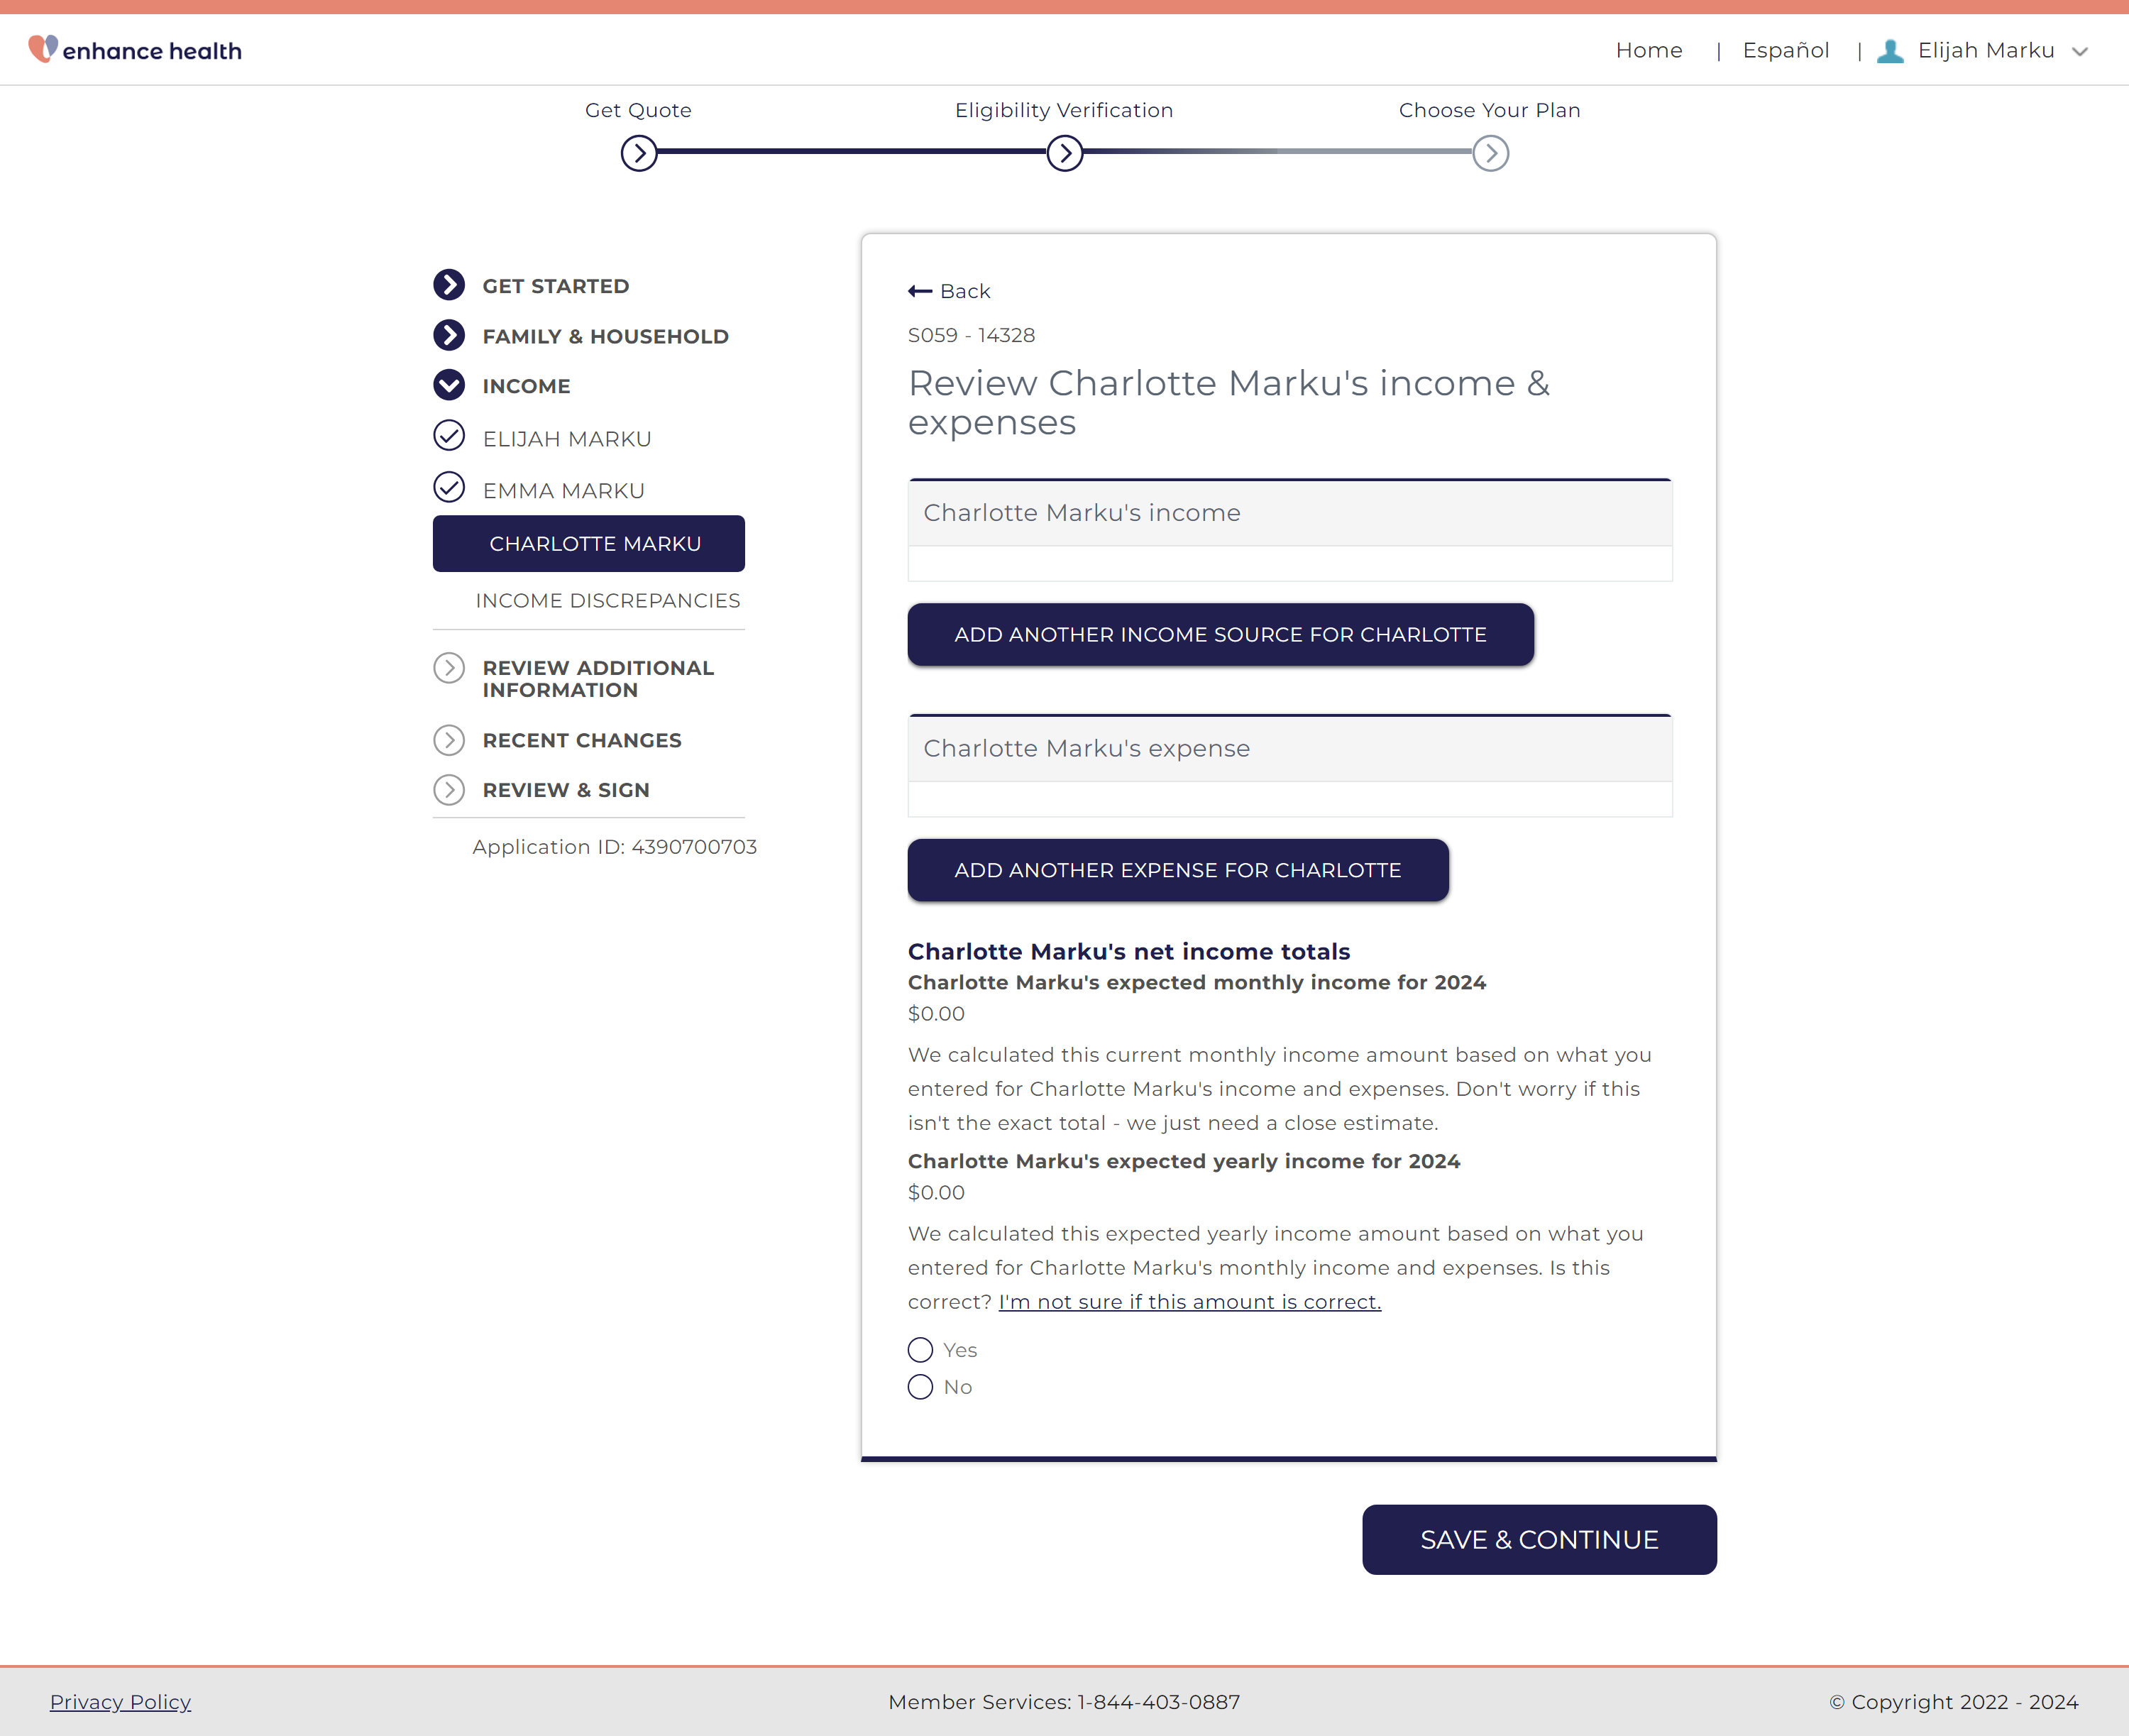 enhance health
Home | Español | Elijah Marku
Get Quote
Eligibility Verification
Choose Your Plan
GET STARTED
FAMILY & HOUSEHOLD
INCOME
ELIJAH MARKU
EMMA MARKU
CHARLOTTE MARKU
INCOME DISCREPANCIES
REVIEW ADDITIONAL
INFORMATION
RECENT CHANGES
REVIEW & SIGN
Application ID: 4390700703
Back
S059 - 14328
Review Charlotte Marku's income &
expenses
Charlotte Marku's income
ADD ANOTHER INCOME SOURCE FOR CHARLOTTE
Charlotte Marku's expense
ADD ANOTHER EXPENSE FOR CHARLOTTE
Charlotte Marku's net income totals
Charlotte Marku's expected monthly income for 2024
$0.00
We calculated this current monthly income amount based on what you
entered for Charlotte Marku's income and expenses. Don't worry if this
isn't the exact total - we just need a close estimate.
Charlotte Marku's expected yearly income for 2024
$0.00
We calculated this expected yearly income amount based on what you
entered for Charlotte Marku's monthly income and expenses. Is this
correct? I'm not sure if this amount is correct.
Yes
No
SAVE & CONTINUE
Privacy Policy
Member Services: 1-844-403-0887
© Copyright 2022 - 2024